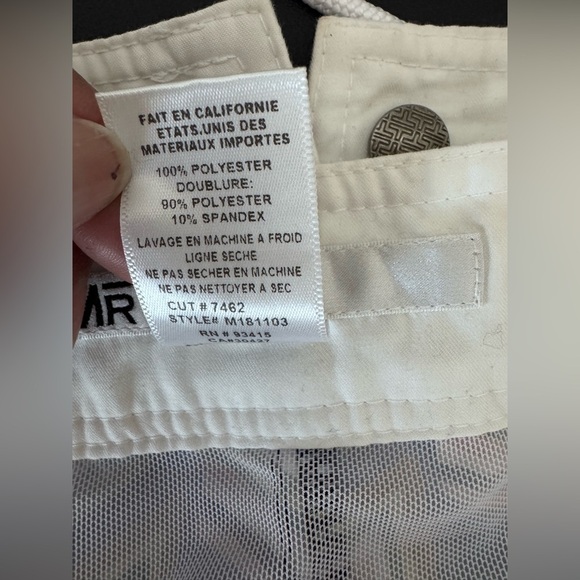 FAIT EN CALIFORNIE
ETATS.UNIS DES
MATERIAUX IMPORTES
100% POLYESTER
DOUBLURE:
90% POLYESTER
10% SPANDEX
LAVAGE EN MACHINE A FROID
LIGNE SECHE
NE PAS SECHER EN MACHINE
NE PAS NETTOYER A SEC
CUT # 7462
STYLE# M181103
RN # 93415
MR